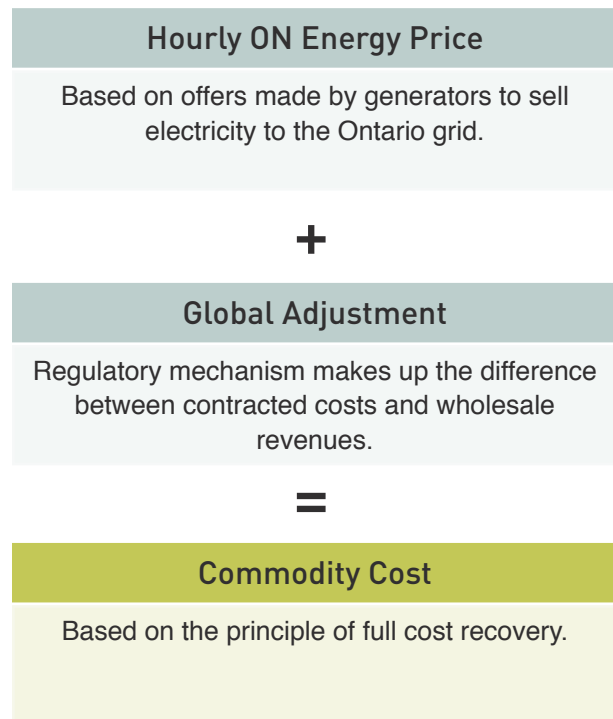 Hourly ON Energy Price
Based on offers made by generators to sell
electricity to the Ontario grid.
+
Global Adjustment
Regulatory mechanism makes up the difference
between contracted costs and wholesale
revenues.
=
Commodity Cost
Based on the principle of full cost recovery.